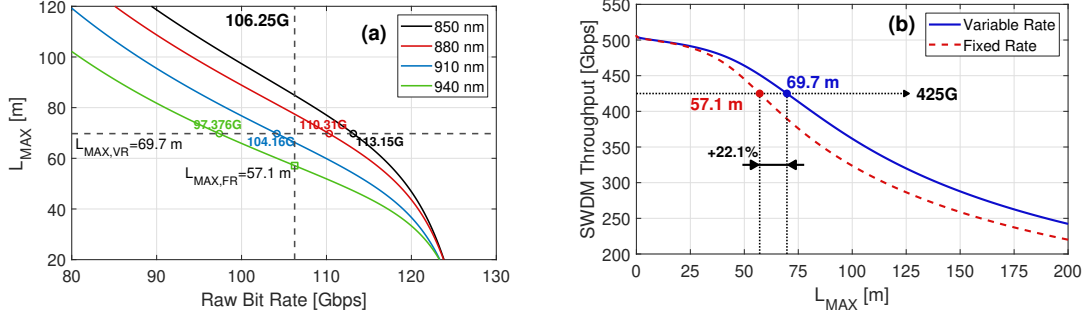 106.25G
(a)
850 nm
880 nm
910 nm
940 nm
97.376G
104.16G
110.31G
113.15G
L_MAX,VR=69.7 m
L_MAX,FR=57.1 m
120
100
80
60
40
20
80
90
100
110
120
130
L_MAX [m]
Raw Bit Rate [Gbps]
(b)
Variable Rate
Fixed Rate
69.7 m
57.1 m
425G
+22.1%
600
550
500
450
400
350
300
250
200
0
25
50
75
100
125
150
175
200
SWDM Throughput [Gbps]
L_MAX [m]